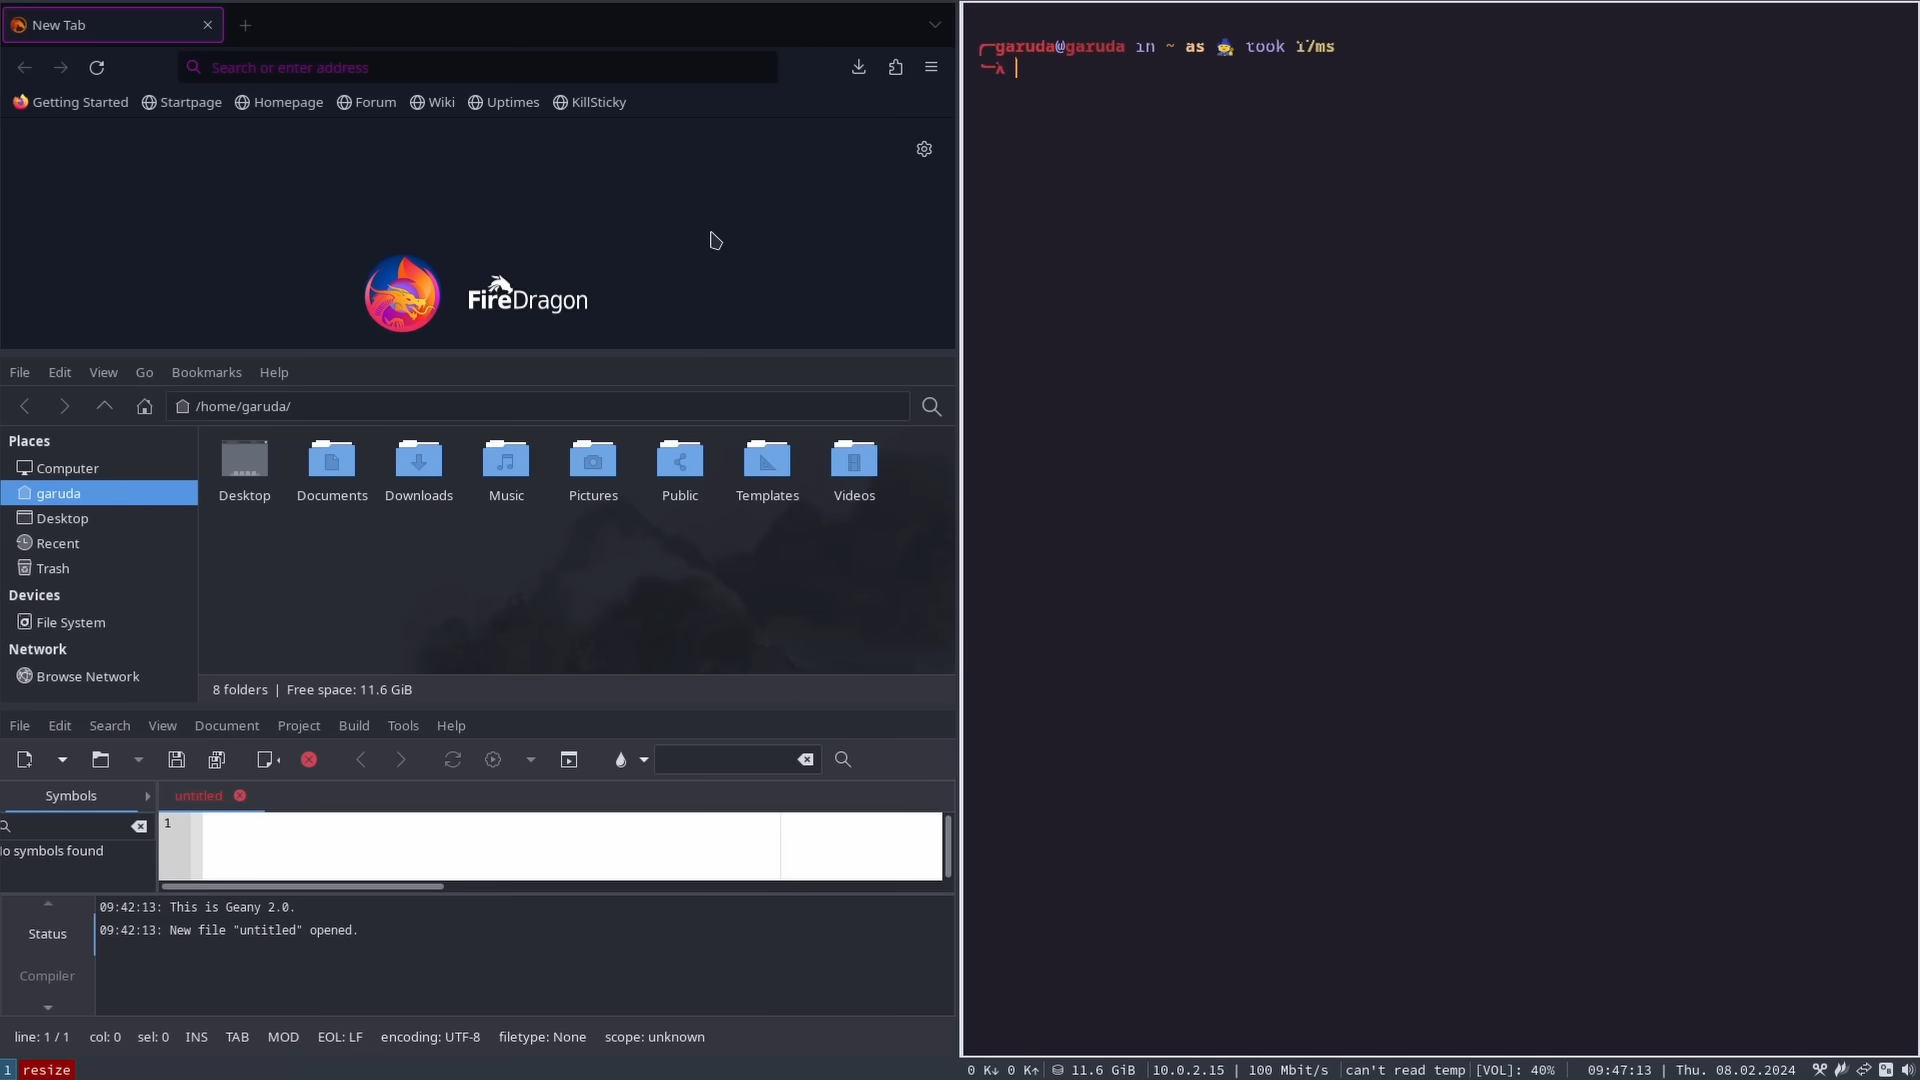 New Tab
Search or enter address
Getting Started Startpage Homepage Forum Wiki Uptimes KillSticky
FireDragon
File Edit View Go Bookmarks Help
/home/garuda/
Places
Computer
garuda
Desktop
Recent
Trash
Devices
File System
Network
Browse Network
Desktop Documents Downloads Music Pictures Public Templates Videos
8 folders | Free space: 11.6 GiB
File Edit Search View Document Project Build Tools Help
Symbols
untitled
1
lo symbols found
Status
Compiler
09:42:13: This is Geany 2.0.
09:42:13: New file "untitled" opened.
line: 1 / 1 col: 0 sel: 0 INS TAB MOD EOL: LF encoding: UTF-8 filetype: None scope: unknown
garuda@garuda in ~ as 🧙 took 17ms
λ
1 resize
0 K↓ 0 K↑ 11.6 GiB 10.0.2.15 | 100 Mbit/s can't read temp [VOL]: 40% 09:47:13 | Thu. 08.02.2024